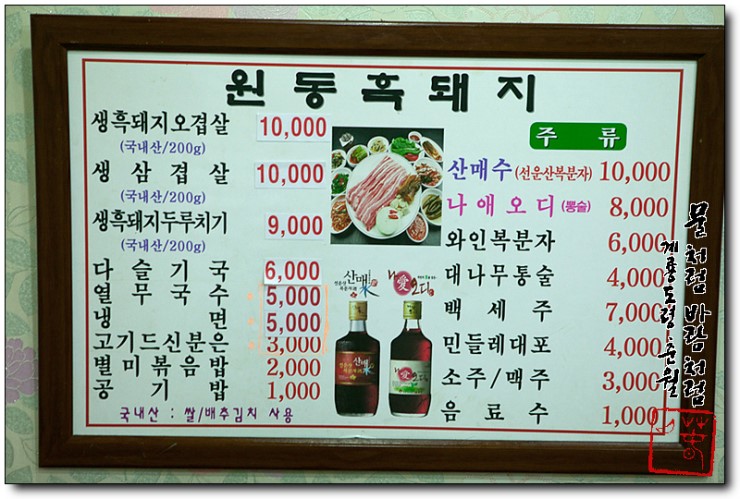 원동흑돼지
생흑돼지오겹살 10,000
(국내산/200g)
생삼겹살 10,000
(국내산/200g)
생흑돼지두루치기 9,000
(국내산/200g)
다슬기국 6,000
열무국수 5,000
냉면 5,000
고기드신분은 3,000
별미볶음밥 2,000
공기밥 1,000
국내산 : 쌀/배추김치 사용
주류
산매수(선운산복분자) 10,000
나애오디(뽕술) 8,000
와인복분자 6,000
대나무통술 4,000
백세주 7,000
민들레대포 4,000
소주/맥주 3,000
음료수 1,000
물처럼 바람처럼
계룡도령 춘월